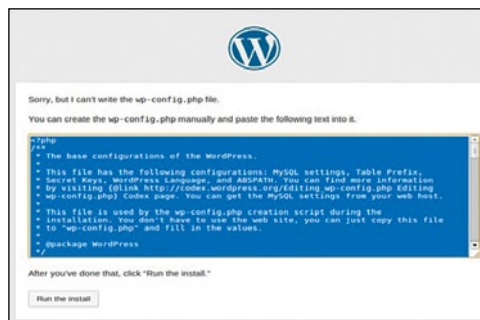 Sorry, but I can't write the wp-config.php file.
You can create the wp-config.php manually and paste the following text into it.
<?php
/**
* The base configurations of the WordPress.
*
* This file has the following configurations: MySQL settings, Table Prefix,
* Secret Keys, WordPress Language, and ABSPATH. You can find more information
* by visiting {@link http://codex.wordpress.org/Editing_wp-config.php Editing
* wp-config.php} Codex page. You can get the MySQL settings from your web host.
*
* This file is used by the wp-config.php creation script during the
* installation. You don't have to use the web site, you can just copy this file
* to "wp-config.php" and fill in the values.
*
* @package WordPress
*/
After you've done that, click "Run the install."
Run the install